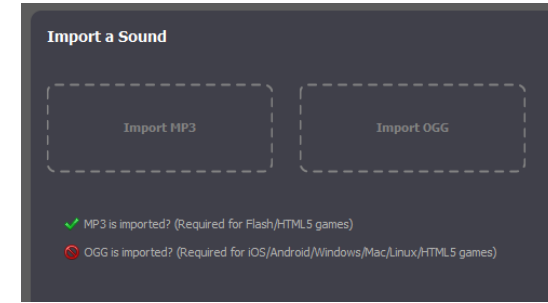 Import a Sound
Import MP3
Import OGG
MP3 is imported? (Required for Flash/HTML5 games)
OGG is imported? (Required for iOS/Android/Windows/Mac/Linux/HTML5 games)